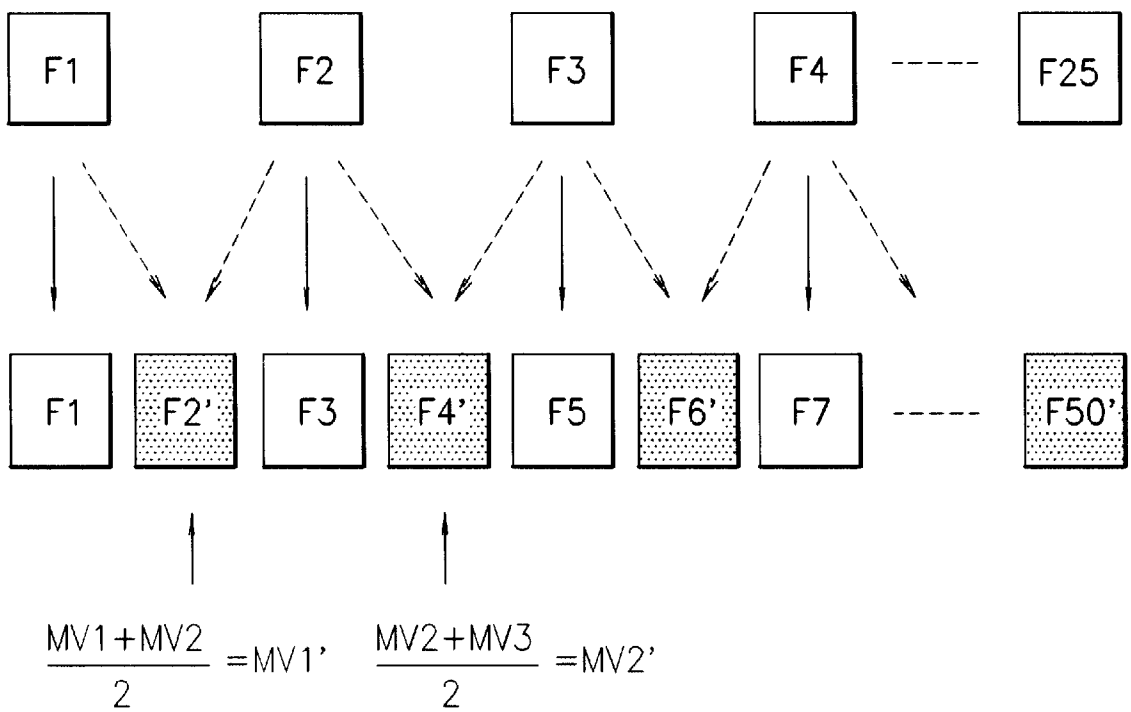 F1 F2 F3 F4 F25
F1 F2' F3 F4' F5 F6' F7 F50'
MV1+MV2 / 2 =MV1' MV2+MV3 / 2 =MV2'